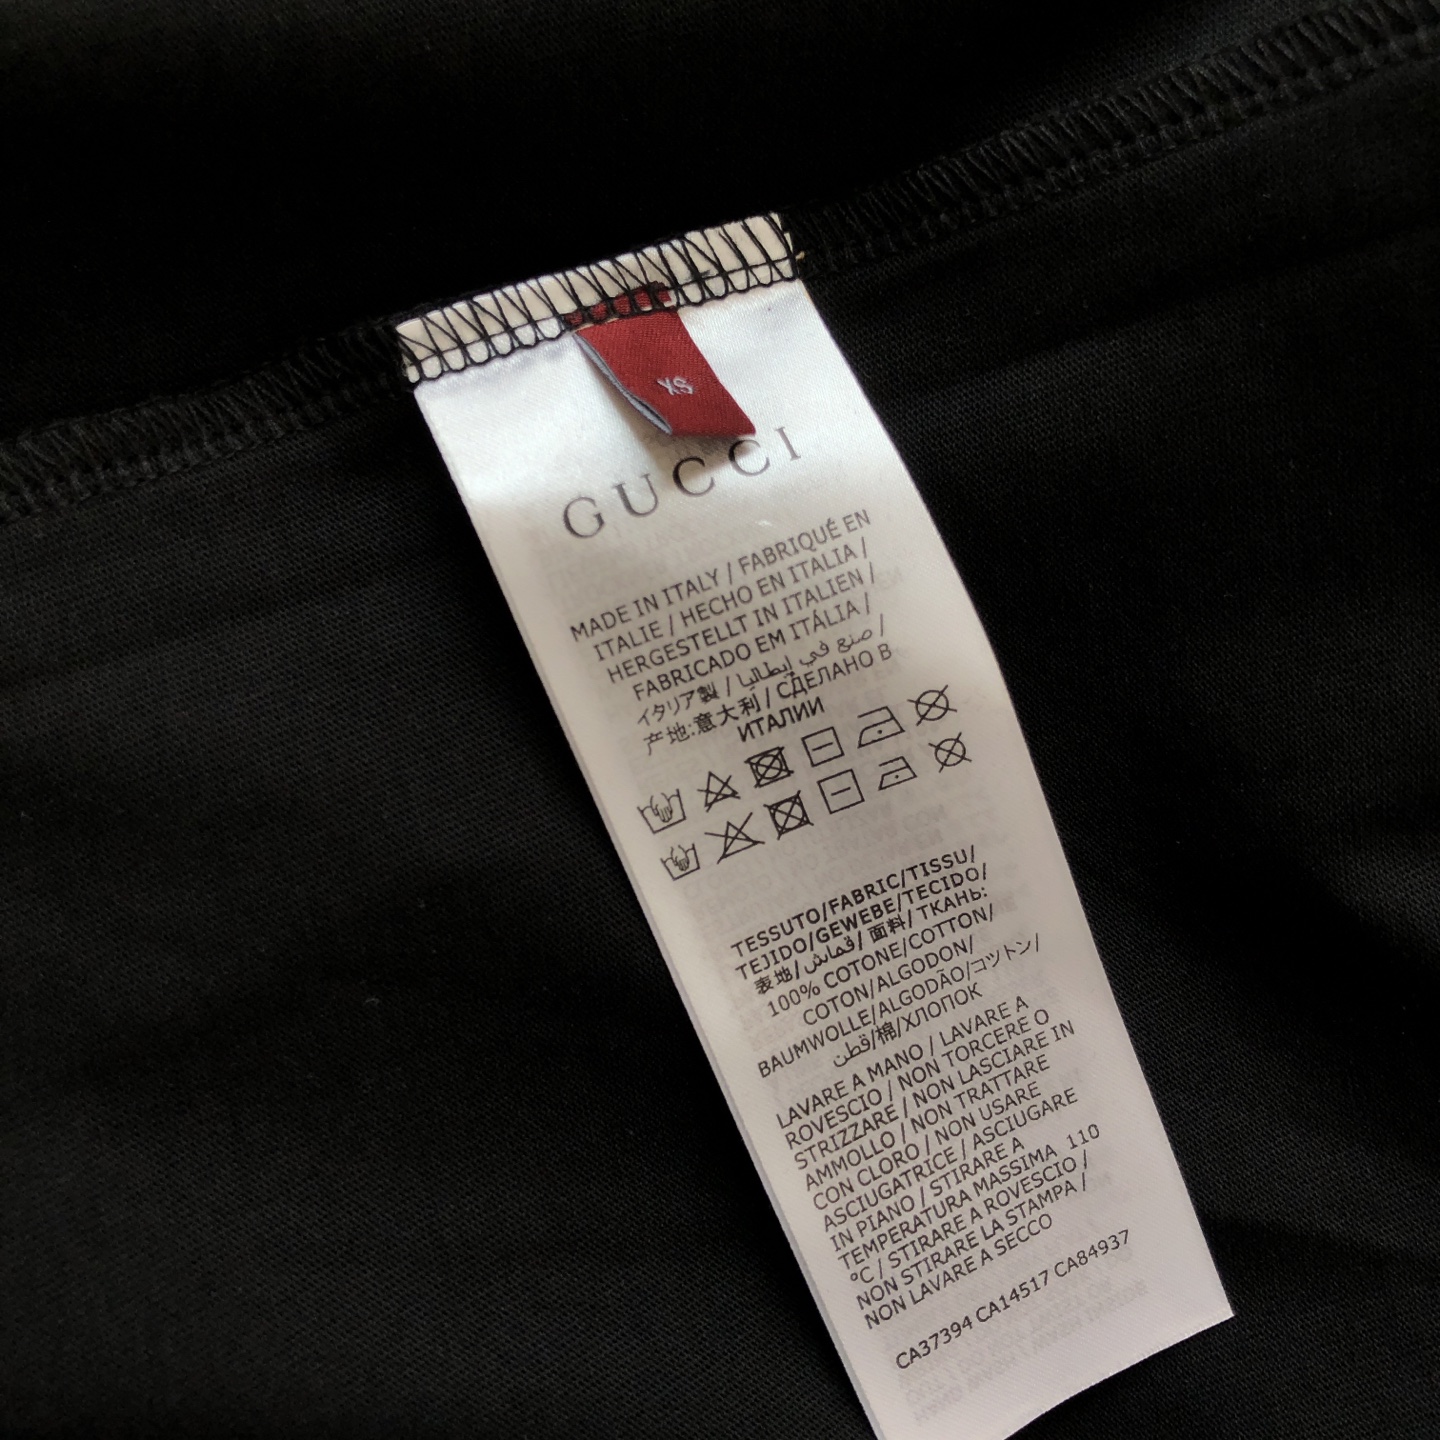 XS
GUCCI
MADE IN ITALY / FABRIQUÉ EN
ITALIE / HECHO EN ITALIA /
HERGESTELLT IN ITALIEN /
FABRICADO EM ITÁLIA /
イタリア製 / صنع في إيطاليا /
产地:意大利 / СДЕЛАНО В
ИТАЛИИ
TESSUTO/FABRIC/TISSU/
TEJIDO/GEWEBE/TECIDO/
表地/قماش/ 面料/ ТКАНЬ:
100% COTONE/COTTON/
COTON/ALGODON/
BAUMWOLLE/ALGODÃO/コットン/
قطن/棉/ХЛОПОК
LAVARE A MANO / LAVARE A
ROVESCIO / NON TORCERE O
STRIZZARE / NON LASCIARE IN
AMMOLLO / NON TRATTARE
CON CLORO / NON USARE
ASCIUGATRICE / ASCIUGARE
IN PIANO / STIRARE A
TEMPERATURA MASSIMA 110
°C / STIRARE A ROVESCIO /
NON STIRARE LA STAMPA /
NON LAVARE A SECCO
CA37394 CA14517 CA84937